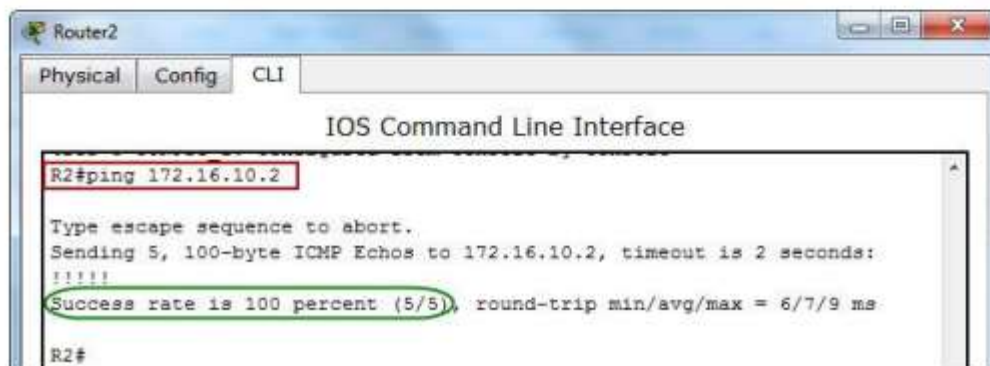 Router2
Physical Config CLI
IOS Command Line Interface
R2#ping 172.16.10.2
Type escape sequence to abort.
Sending 5, 100-byte ICMP Echos to 172.16.10.2, timeout is 2 seconds:
!!!!!
Success rate is 100 percent (5/5), round-trip min/avg/max = 6/7/9 ms
R2#